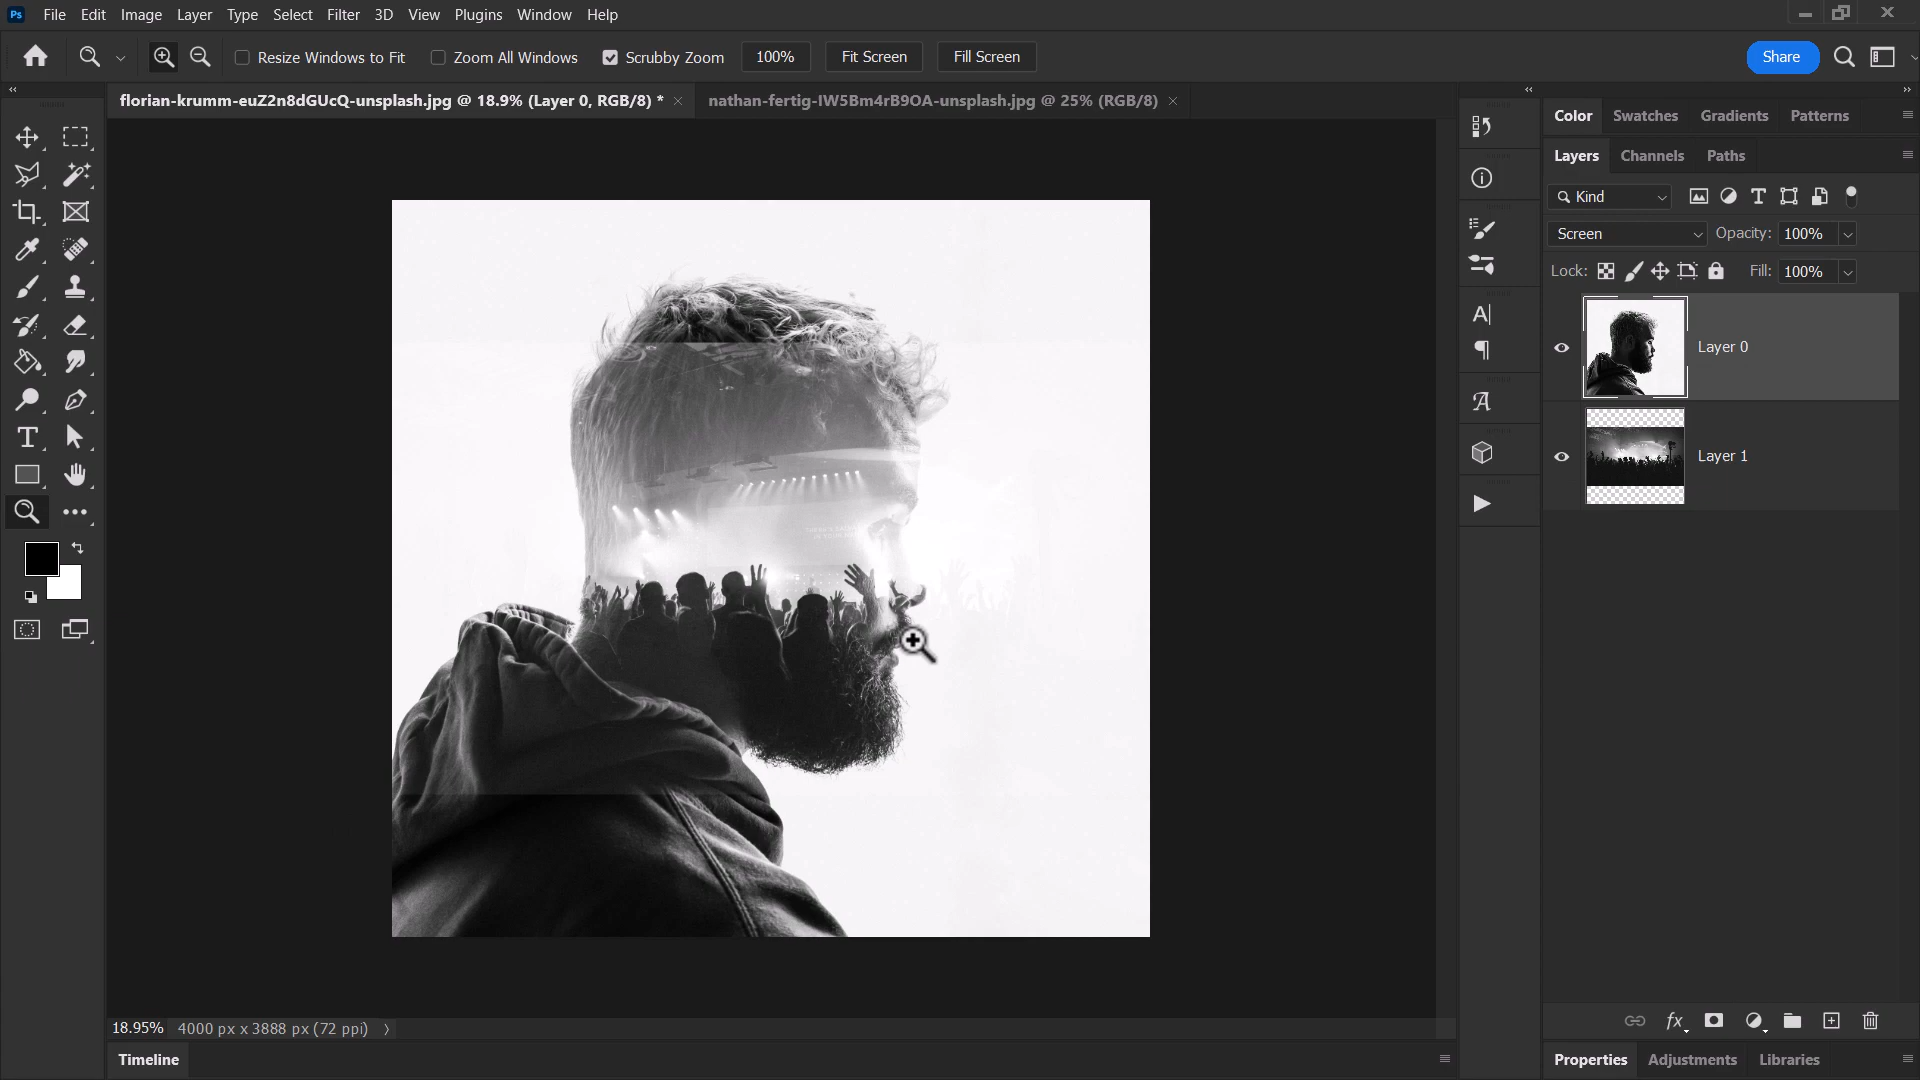 Ps File Edit Image Layer Type Select Filter 3D View Plugins Window Help
Resize Windows to Fit Zoom All Windows Scrubby Zoom 100% Fit Screen Fill Screen Share
florian-krumm-euZ2n8dGUcQ-unsplash.jpg @ 18.9% (Layer 0, RGB/8) * nathan-fertig-IW5Bm4rB9OA-unsplash.jpg @ 25% (RGB/8)
Color Swatches Gradients Patterns
Layers Channels Paths
Kind
Screen Opacity: 100%
Lock: Fill: 100%
Layer 0
Layer 1
18.95% 4000 px x 3888 px (72 ppi)
Timeline
Properties Adjustments Libraries